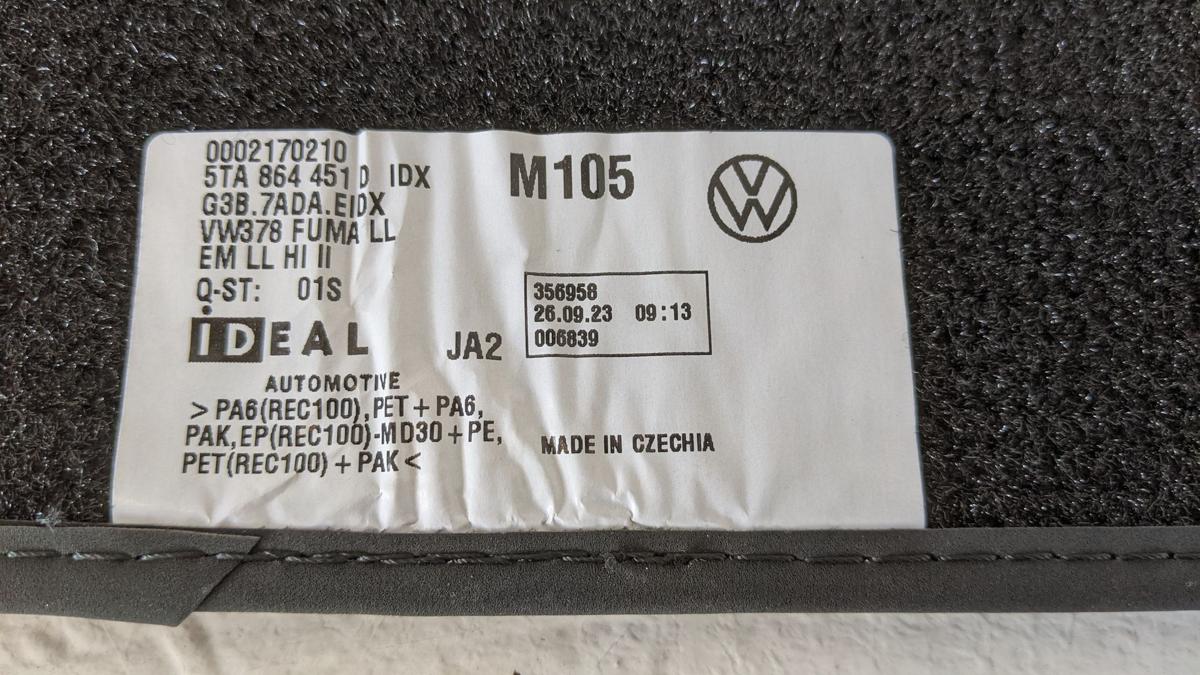 0002170210
5TA 864 451 D IDX
M105
G3B.7ADA.EIDX
VW378 FUMA LL
EM LL HI II
Q-ST: 01S
356958
26.09.23 09:13
006839
iDEAL
JA2
AUTOMOTIVE
> PA6(REC100), PET + PA6,
PAK, EP(REC100)-MD30 + PE,
PET(REC100) + PAK <
MADE IN CZECHIA